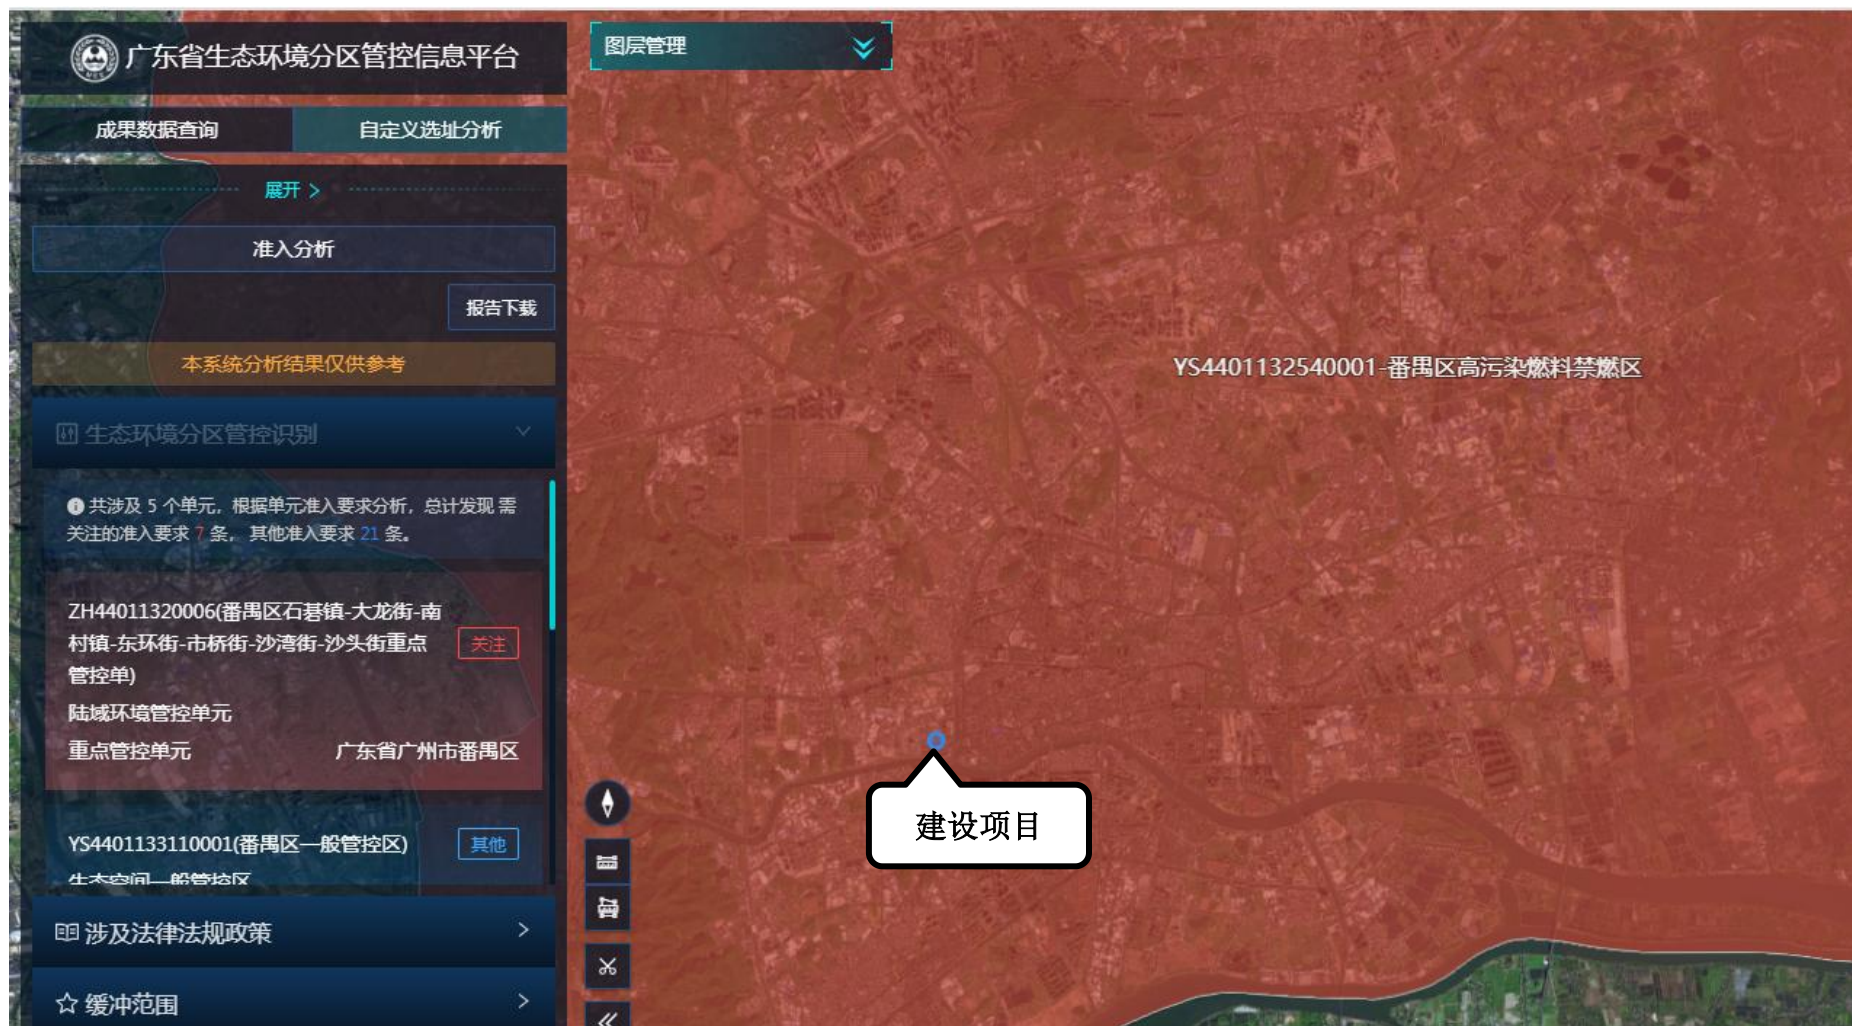 广东省生态环境分区管控信息平台
图层管理
成果数据查询
自定义选址分析
展开 >
准入分析
报告下载
本系统分析结果仅供参考
生态环境分区管控识别
共涉及 5 个单元，根据单元准入要求分析，总计发现 需
关注的准入要求 7 条， 其他准入要求 21 条。
ZH44011320006(番禺区石碁镇-大龙街-南
村镇-东环街-市桥街-沙湾街-沙头街重点
管控单)
关注
陆域环境管控单元
重点管控单元
广东省广州市番禺区
YS4401133110001(番禺区一般管控区)
其他
生态空间一般管控区
涉及法律法规政策
缓冲范围
YS4401132540001-番禺区高污染燃料禁燃区
建设项目